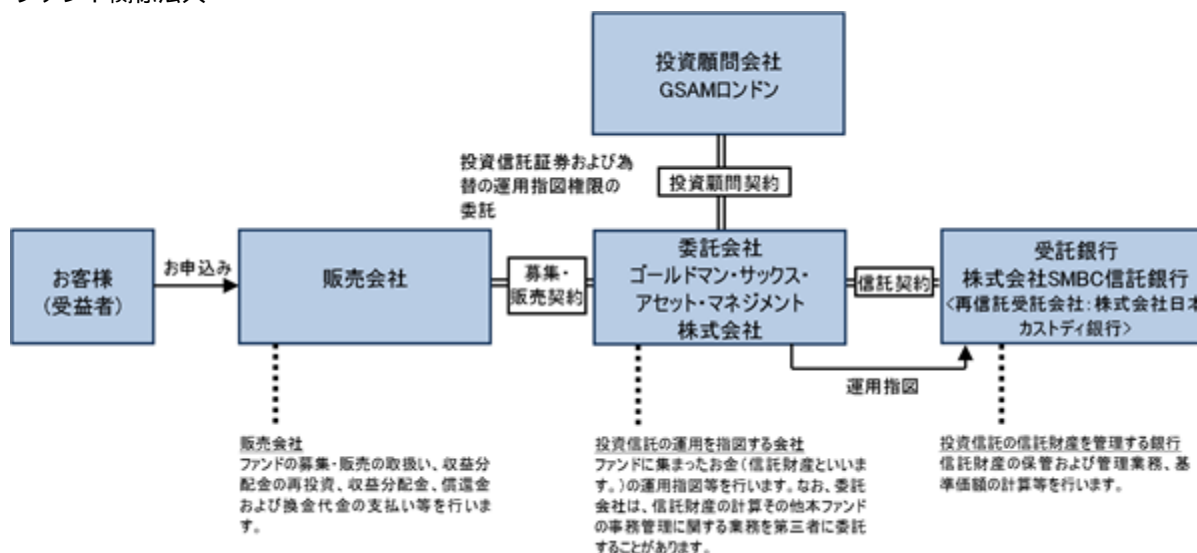 投資顧問会社
GSAMロンドン
投資信託証券および為
替の運用指図権限の
委託
投資顧問契約
お客様
(受益者)
お申込み
販売会社
募集・
販売契約
委託会社
ゴールドマン・サックス・
アセット・マネジメント
株式会社
信託契約
受託銀行
株式会社SMBC信託銀行
<再信託受託会社:株式会社日本
カストディ銀行>
運用指図
販売会社
ファンドの募集・販売の取扱い、収益分
配金の再投資、収益分配金、償還金
および換金代金の支払い等を行いま
す。
投資信託の運用を指図する会社
ファンドに集まったお金(信託財産といいま
す。)の運用指図等を行います。なお、委託
会社は、信託財産の計算その他本ファンド
の事務管理に関する業務を第三者に委託
することがあります。
投資信託の信託財産を管理する銀行
信託財産の保管および管理業務、基
準価額の計算等を行います。